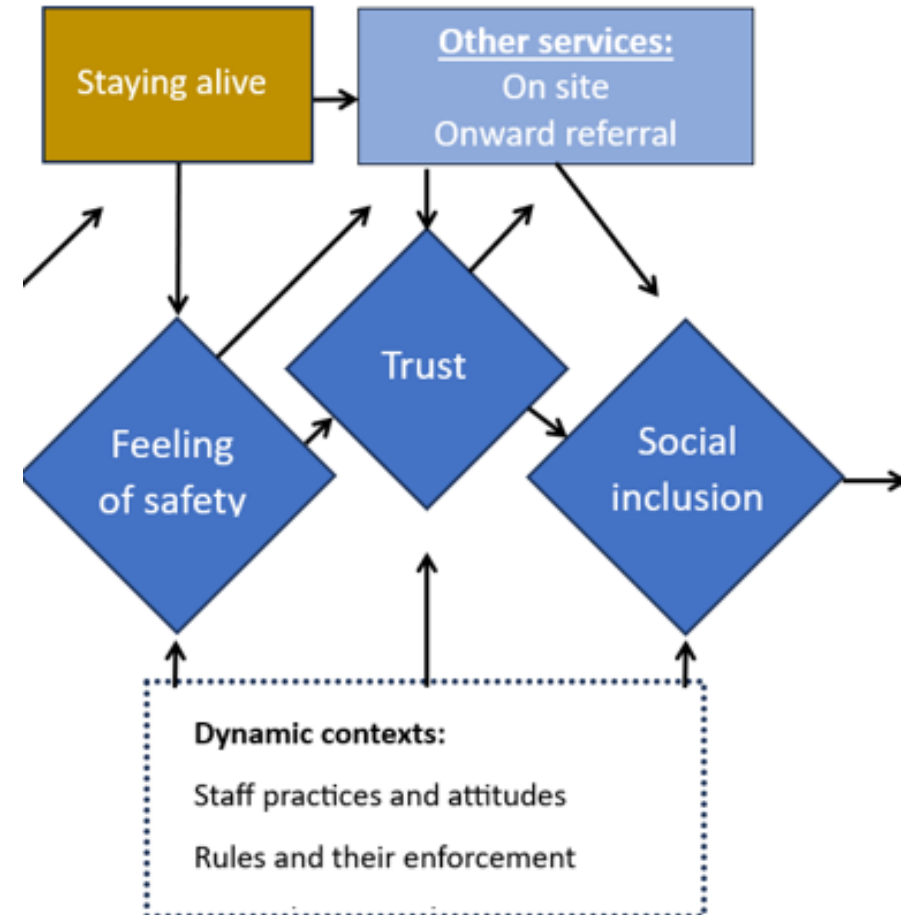 Staying alive
Other services:
On site
Onward referral
Trust
Feeling
of safety
Social
inclusion
Dynamic contexts:
Staff practices and attitudes
Rules and their enforcement